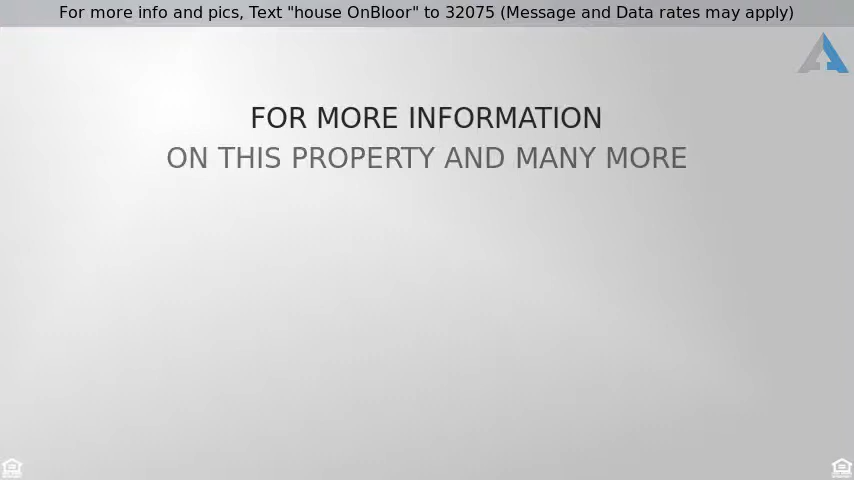 For more info and pics, Text "house OnBloor" to 32075 (Message and Data rates may apply)
FOR MORE INFORMATION
ON THIS PROPERTY AND MANY MORE